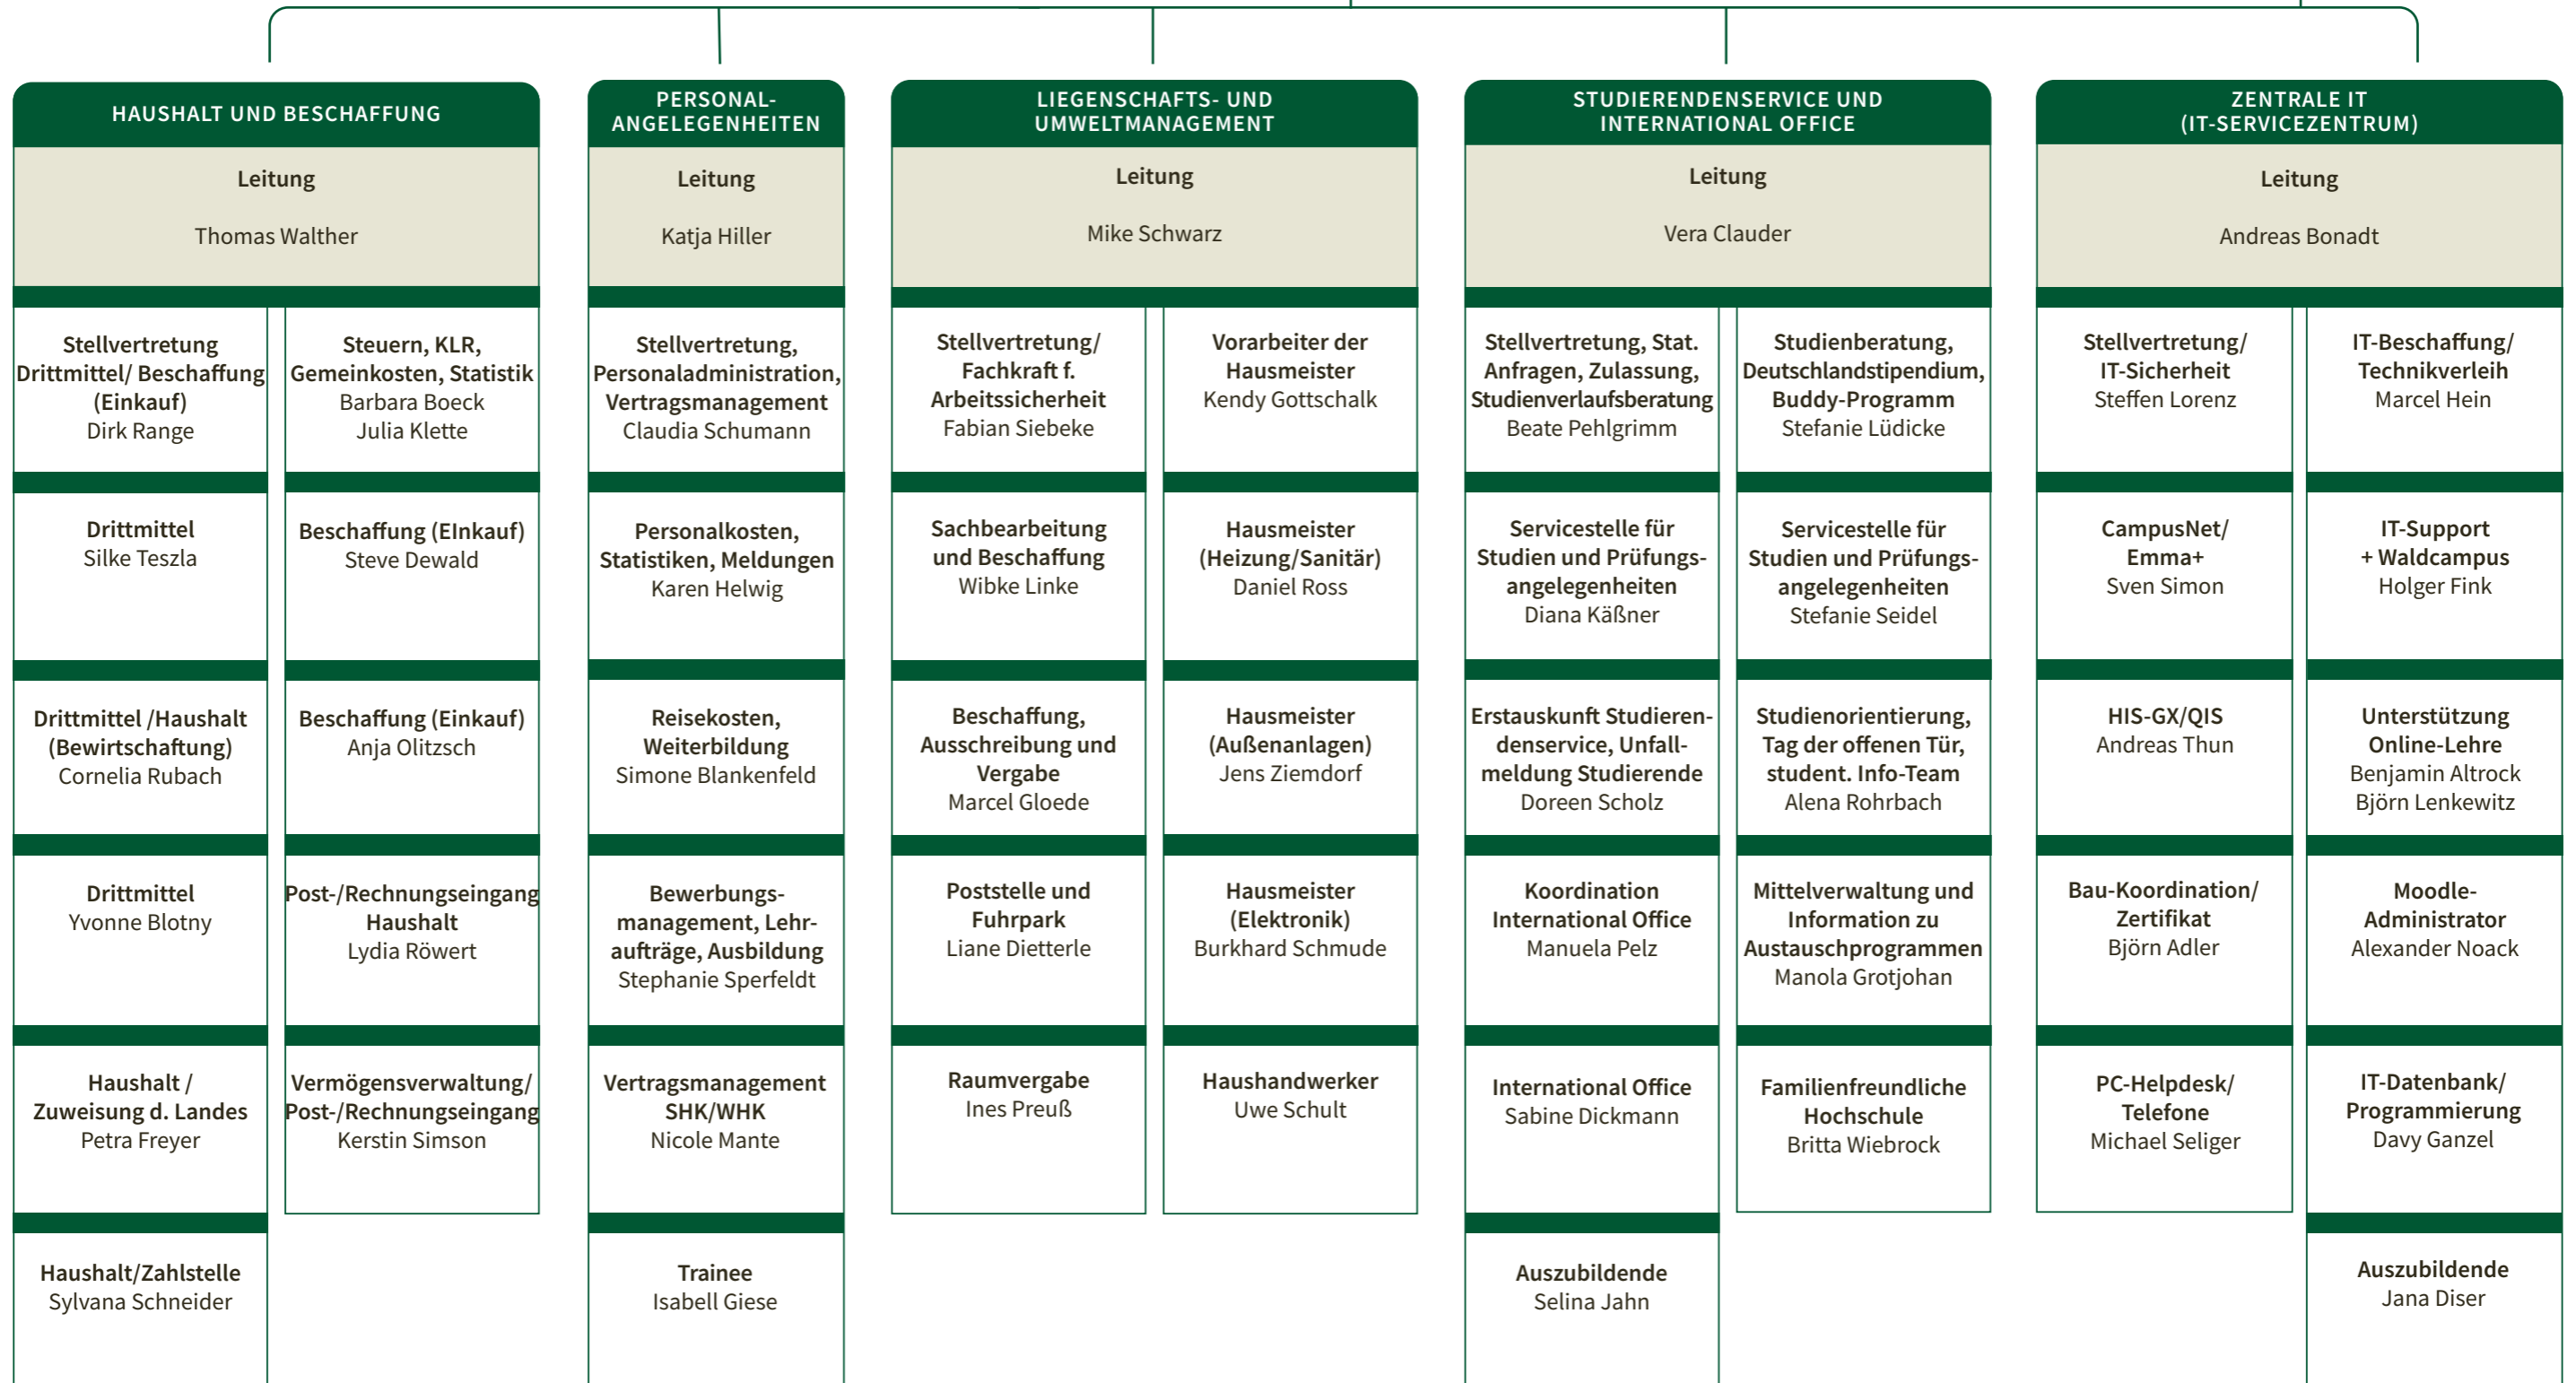 HAUSHALT UND BESCHAFFUNG
Leitung
Thomas Walther
Stellvertretung
Drittmittel/ Beschaffung
(Einkauf)
Dirk Range
Drittmittel
Silke Teszla
Drittmittel /Haushalt
(Bewirtschaftung)
Cornelia Rubach
Drittmittel
Yvonne Blotny
Haushalt /
Zuweisung d. Landes
Petra Freyer
Haushalt/Zahlstelle
Sylvana Schneider
Steuern, KLR,
Gemeinkosten, Statistik
Barbara Boeck
Julia Klette
Beschaffung (EInkauf)
Steve Dewald
Beschaffung (Einkauf)
Anja Olitzsch
Post-/Rechnungseingang
Haushalt
Lydia Röwert
Vermögensverwaltung/
Post-/Rechnungseingang
Kerstin Simson
PERSONAL-
ANGELEGENHEITEN
Leitung
Katja Hiller
Stellvertretung,
Personaladministration,
Vertragsmanagement
Claudia Schumann
Personalkosten,
Statistiken, Meldungen
Karen Helwig
Reisekosten,
Weiterbildung
Simone Blankenfeld
Bewerbungs-
management, Lehr-
aufträge, Ausbildung
Stephanie Sperfeldt
Vertragsmanagement
SHK/WHK
Nicole Mante
Trainee
Isabell Giese
LIEGENSCHAFTS- UND
UMWELTMANAGEMENT
Leitung
Mike Schwarz
Stellvertretung/
Fachkraft f.
Arbeitssicherheit
Fabian Siebeke
Sachbearbeitung
und Beschaffung
Wibke Linke
Beschaffung,
Ausschreibung und
Vergabe
Marcel Gloede
Poststelle und
Fuhrpark
Liane Dietterle
Raumvergabe
Ines Preuß
Vorarbeiter der
Hausmeister
Kendy Gottschalk
Hausmeister
(Heizung/Sanitär)
Daniel Ross
Hausmeister
(Außenanlagen)
Jens Ziemdorf
Hausmeister
(Elektronik)
Burkhard Schmude
Haushandwerker
Uwe Schult
STUDIERENDENSERVICE UND
INTERNATIONAL OFFICE
Leitung
Vera Clauder
Stellvertretung, Stat.
Anfragen, Zulassung,
Studienverlaufsberatung
Beate Pehlgrimm
Servicestelle für
Studien und Prüfungs-
angelegenheiten
Diana Käßner
Erstauskunft Studieren-
denservice, Unfall-
meldung Studierende
Doreen Scholz
Koordination
International Office
Manuela Pelz
International Office
Sabine Dickmann
Auszubildende
Selina Jahn
Studienberatung,
Deutschlandstipendium,
Buddy-Programm
Stefanie Lüdicke
Servicestelle für
Studien und Prüfungs-
angelegenheiten
Stefanie Seidel
Studienorientierung,
Tag der offenen Tür,
student. Info-Team
Alena Rohrbach
Mittelverwaltung und
Information zu
Austauschprogrammen
Manola Grotjohan
Familienfreundliche
Hochschule
Britta Wiebrock
ZENTRALE IT
(IT-SERVICEZENTRUM)
Leitung
Andreas Bonadt
Stellvertretung/
IT-Sicherheit
Steffen Lorenz
CampusNet/
Emma+
Sven Simon
HIS-GX/QIS
Andreas Thun
Bau-Koordination/
Zertifikat
Björn Adler
PC-Helpdesk/
Telefone
Michael Seliger
IT-Beschaffung/
Technikverleih
Marcel Hein
IT-Support
+ Waldcampus
Holger Fink
Unterstützung
Online-Lehre
Benjamin Altrock
Björn Lenkewitz
Moodle-
Administrator
Alexander Noack
IT-Datenbank/
Programmierung
Davy Ganzel
Auszubildende
Jana Diser